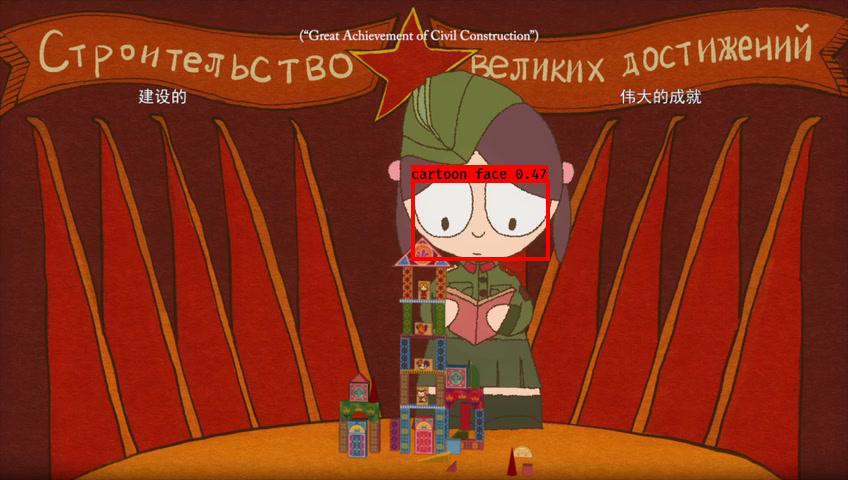 (“Great Achievement of Civil Construction”)
Строительство великих достижений
建设的 伟大的成就
cartoon face 0.47